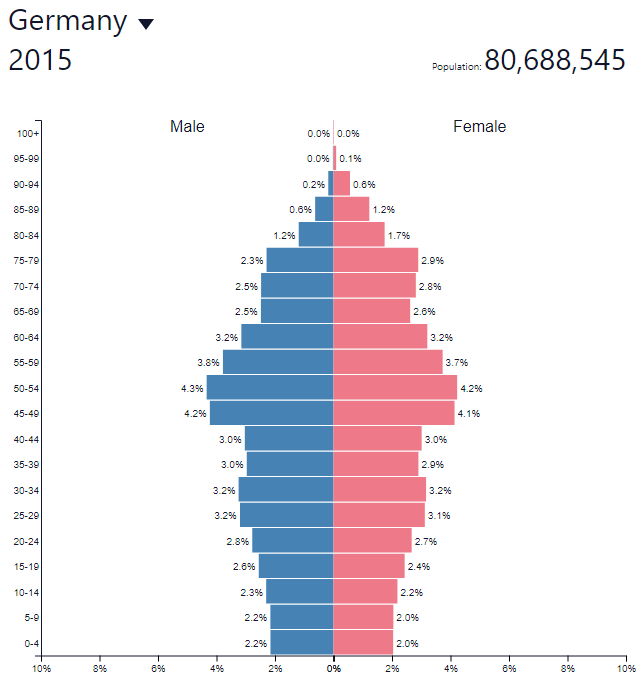 Germany
2015
Population: 80,688,545
Male Female
100+ 0.0% 0.0%
95-99 0.0% 0.1%
90-94 0.2% 0.6%
85-89 0.6% 1.2%
80-84 1.2% 1.7%
75-79 2.3% 2.9%
70-74 2.5% 2.8%
65-69 2.5% 2.6%
60-64 3.2% 3.2%
55-59 3.8% 3.7%
50-54 4.3% 4.2%
45-49 4.2% 4.1%
40-44 3.0% 3.0%
35-39 3.0% 2.9%
30-34 3.2% 3.2%
25-29 3.2% 3.1%
20-24 2.8% 2.7%
15-19 2.6% 2.4%
10-14 2.3% 2.2%
5-9 2.2% 2.0%
0-4 2.2% 2.0%
10% 8% 6% 4% 2% 0% 2% 4% 6% 8% 10%